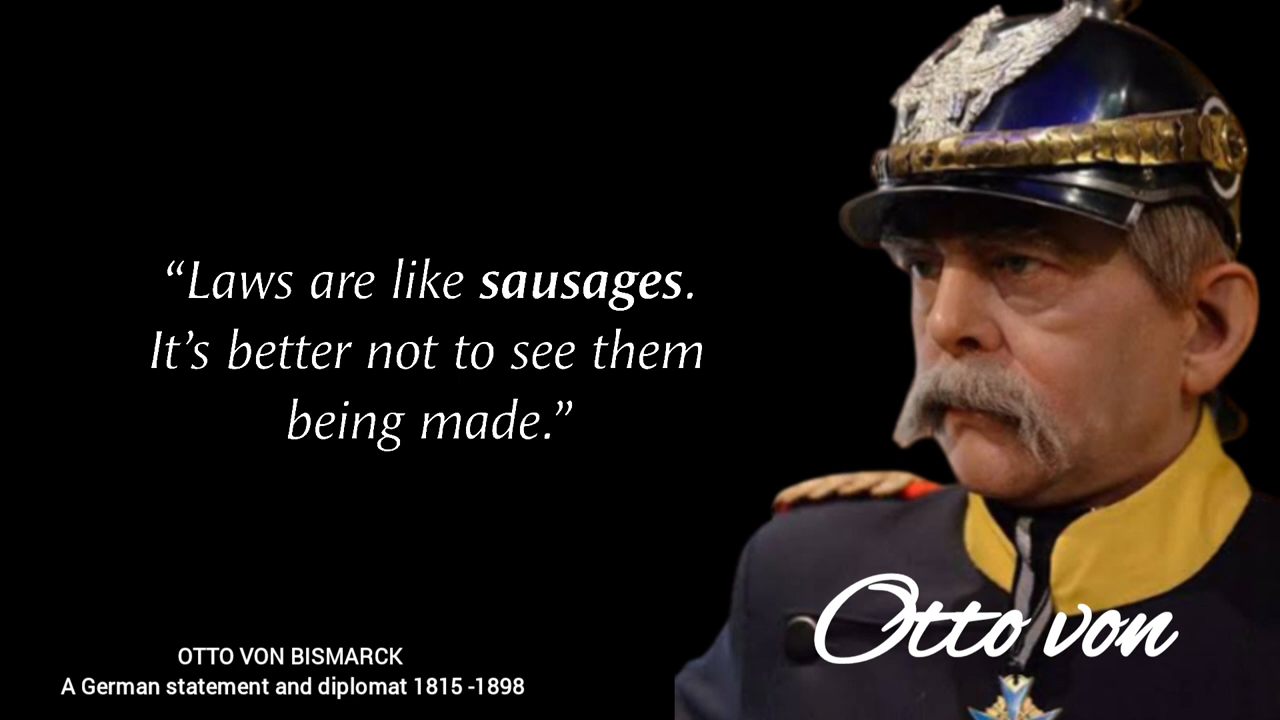 “Laws are like sausages.
It’s better not to see them
being made.”
Otto von
OTTO VON BISMARCK
A German statement and diplomat 1815 -1898